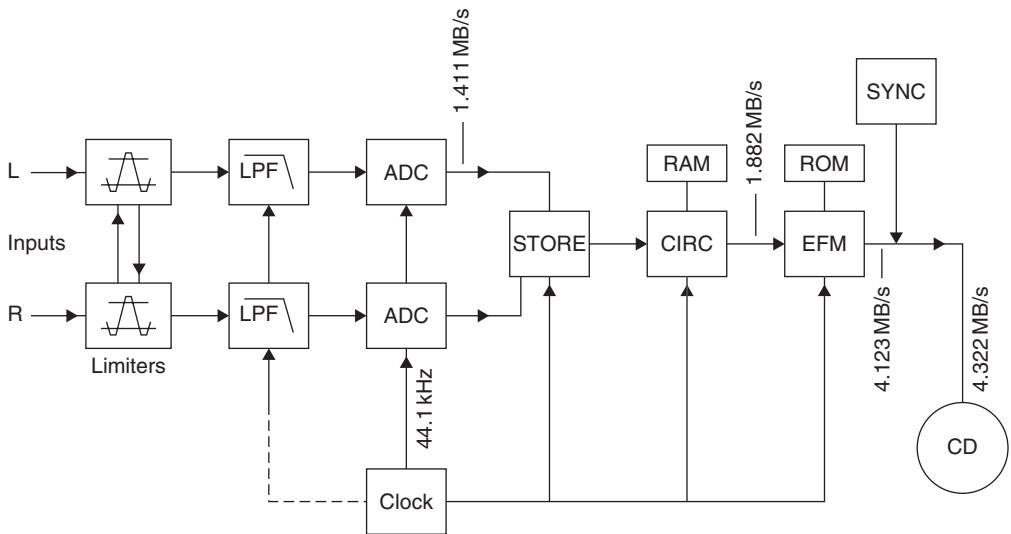 1.411 MB/s
1.882 MB/s
SYNC
L
LPF
ADC
RAM
ROM
Inputs
STORE
CIRC
EFM
R
LPF
ADC
Limiters
44.1 kHz
4.123 MB/s
4.322 MB/s
Clock
CD